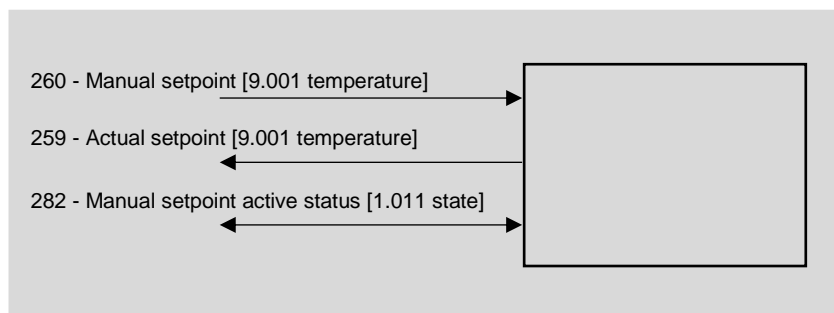 260 - Manual setpoint [9.001 temperature]
259 - Actual setpoint [9.001 temperature]
282 - Manual setpoint active status [1.011 state]